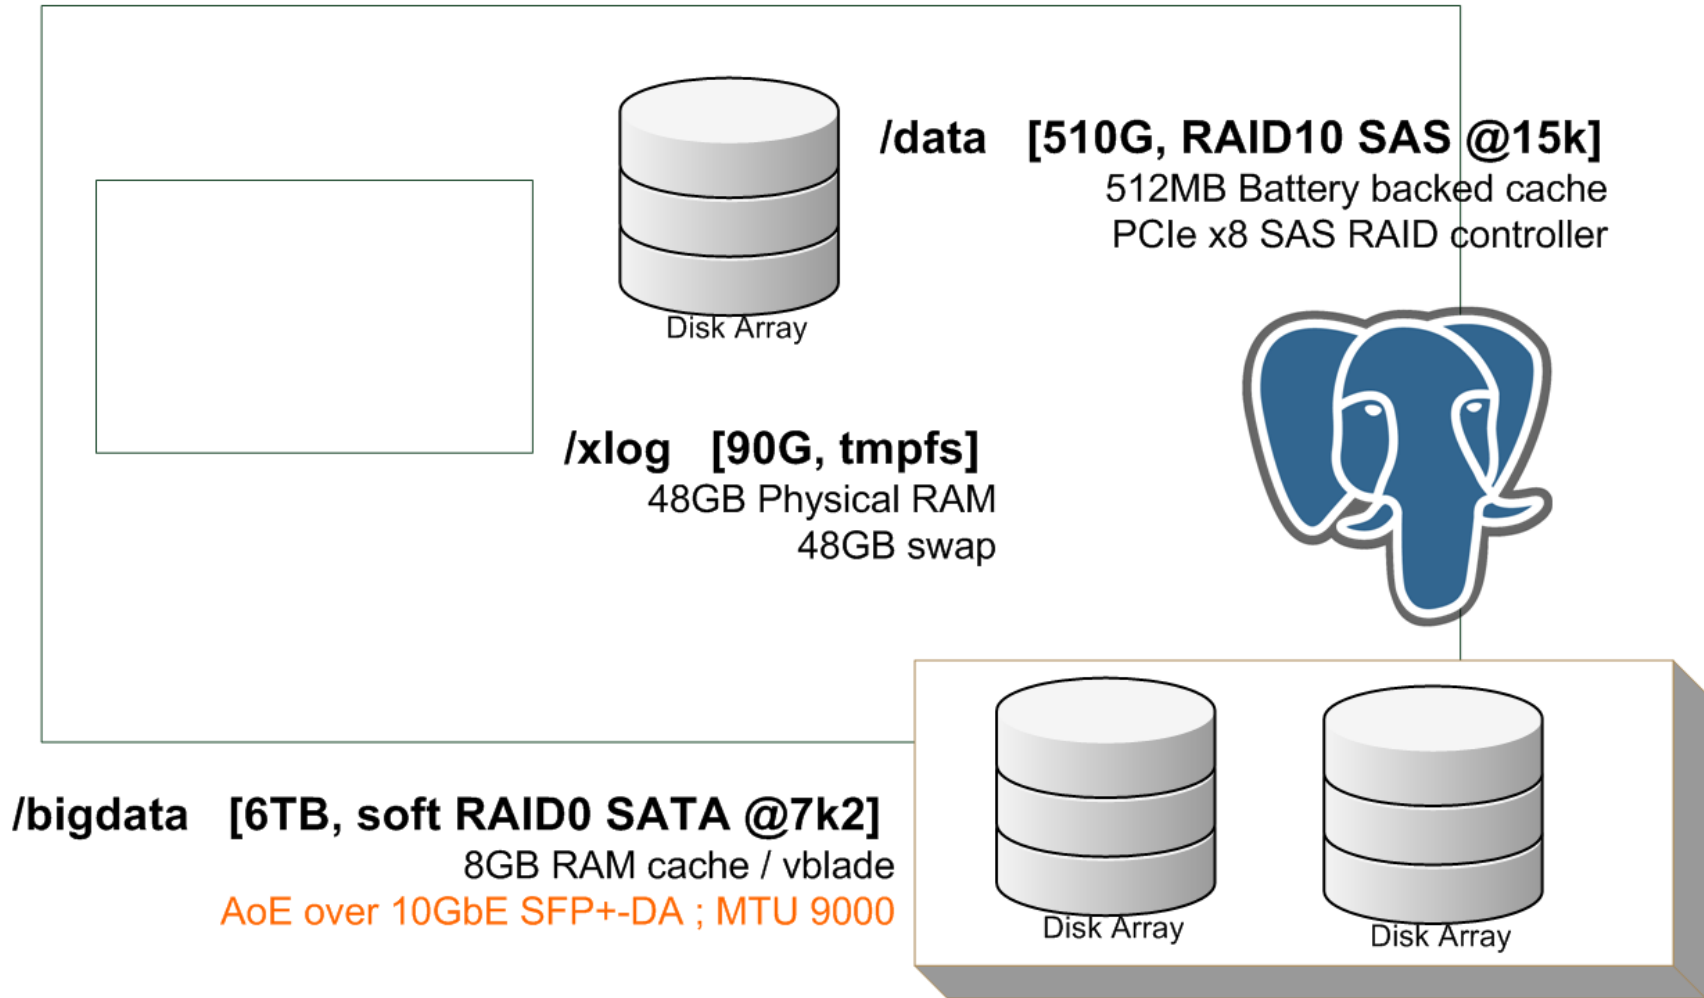 /data [510G, RAID10 SAS @15k]
512MB Battery backed cache
PCIe x8 SAS RAID controller
Disk Array
/xlog [90G, tmpfs]
48GB Physical RAM
48GB swap
/bigdata [6TB, soft RAID0 SATA @7k2]
8GB RAM cache / vblade
AoE over 10GbE SFP+-DA ; MTU 9000
Disk Array
Disk Array